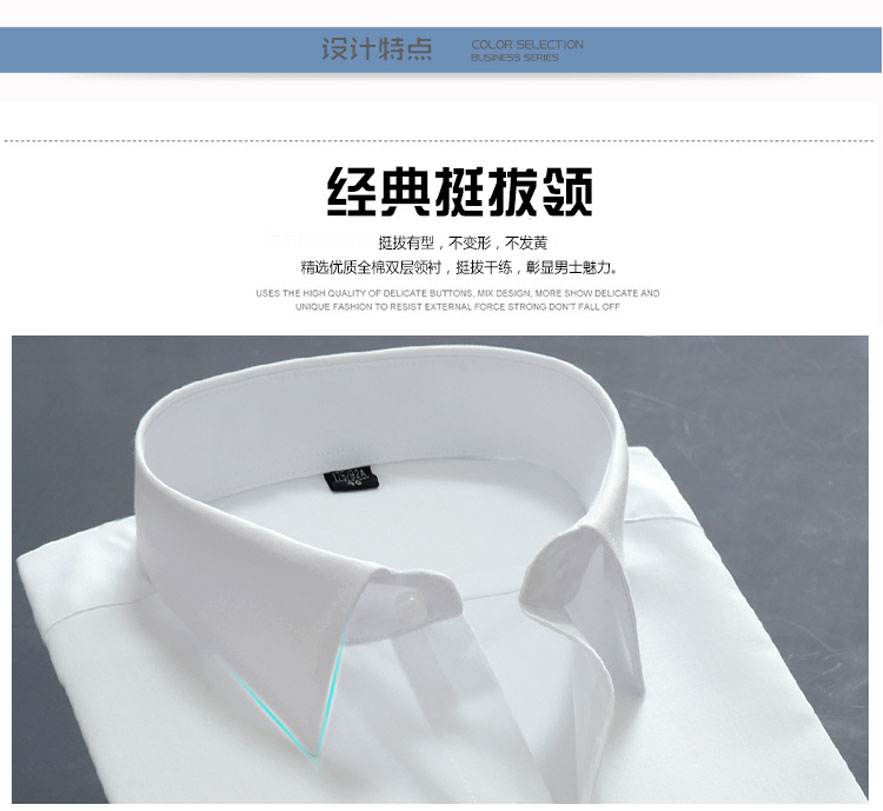 设计特点
COLOR SELECTION
BUSINESS SERIES
经典挺拔领
挺拔有型，不变形，不发黄
精选优质全棉双层领衬，挺拔干练，彰显男士魅力。
USES THE HIGH QUALITY OF DELICATE BUTTONS, MIX DESIGN, MORE SHOW DELICATE AND
UNIQUE FASHION TO RESIST EXTERNAL FORCE STRONG DON'T FALL OFF